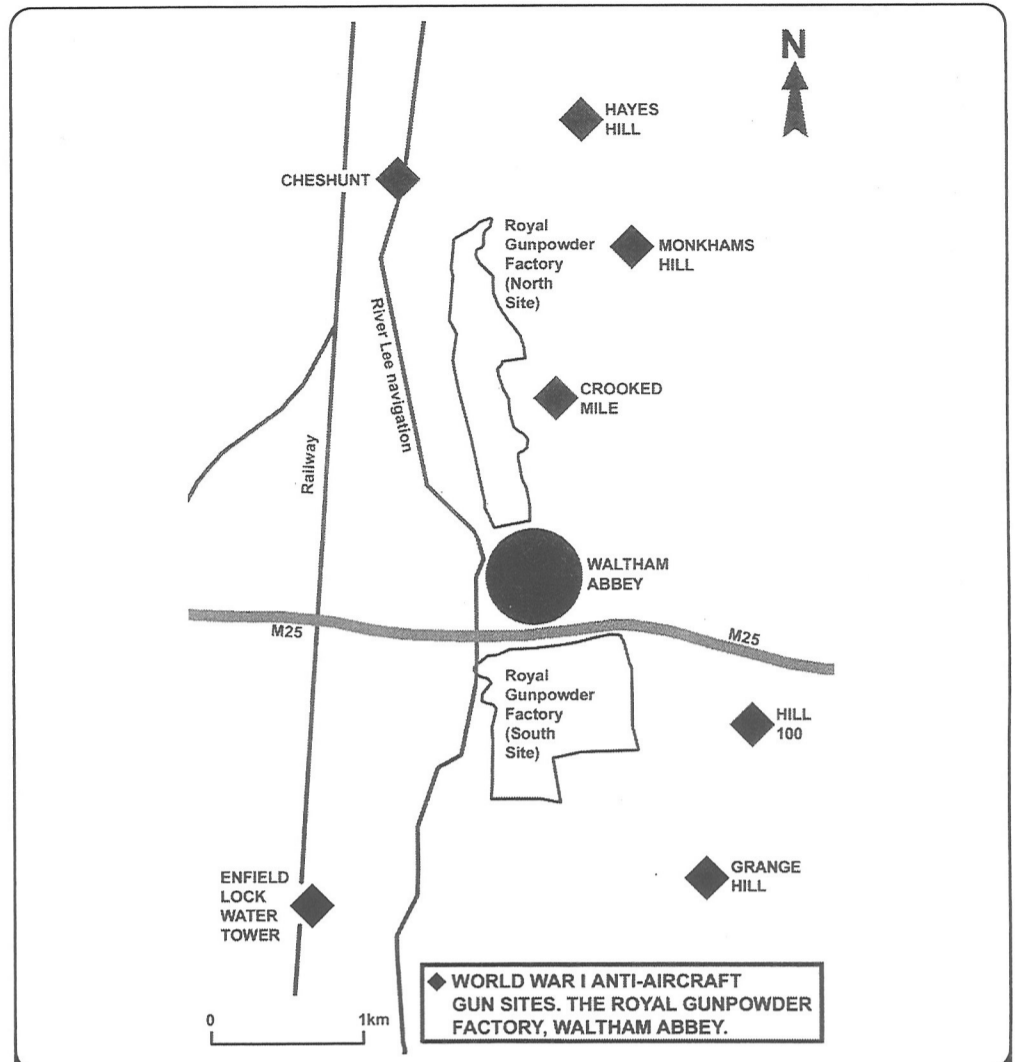 N
HAYES
HILL
CHESHUNT
Royal
Gunpowder
Factory
(North
Site)
MONKHAMS
HILL
River Lee navigation
CROOKED
MILE
Railway
WALTHAM
ABBEY
M25
M25
Royal
Gunpowder
Factory
(South
Site)
HILL
100
GRANGE
HILL
ENFIELD
LOCK
WATER
TOWER
WORLD WAR I ANTI-AIRCRAFT
GUN SITES. THE ROYAL GUNPOWDER
FACTORY, WALTHAM ABBEY.
0 1km